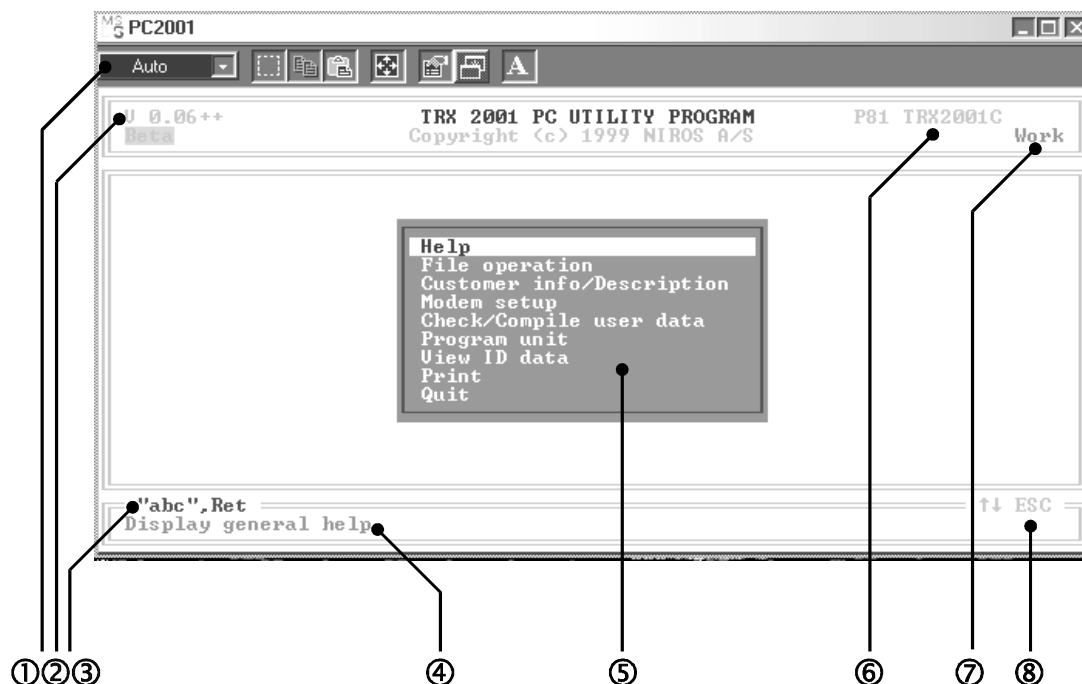 MS PC2001
Auto
A
V 0.06++ TRX 2001 PC UTILITY PROGRAM P81 TRX2001C
Beta Copyright (c) 1999 NIROS A/S Work
Help
File operation
Customer info/Description
Modem setup
Check/Compile user data
Program unit
View ID data
Print
Quit
"abc",Ret ↑↓ ESC
Display general help
①②③ ④ ⑤ ⑥ ⑦ ⑧